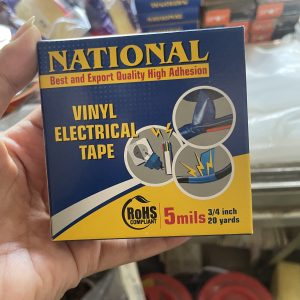 NATIONAL
Best and Export Quality High Adhesion
VINYL
ELECTRICAL
TAPE
RoHS
COMPLIANT
5mils
3/4 inch
20 yards